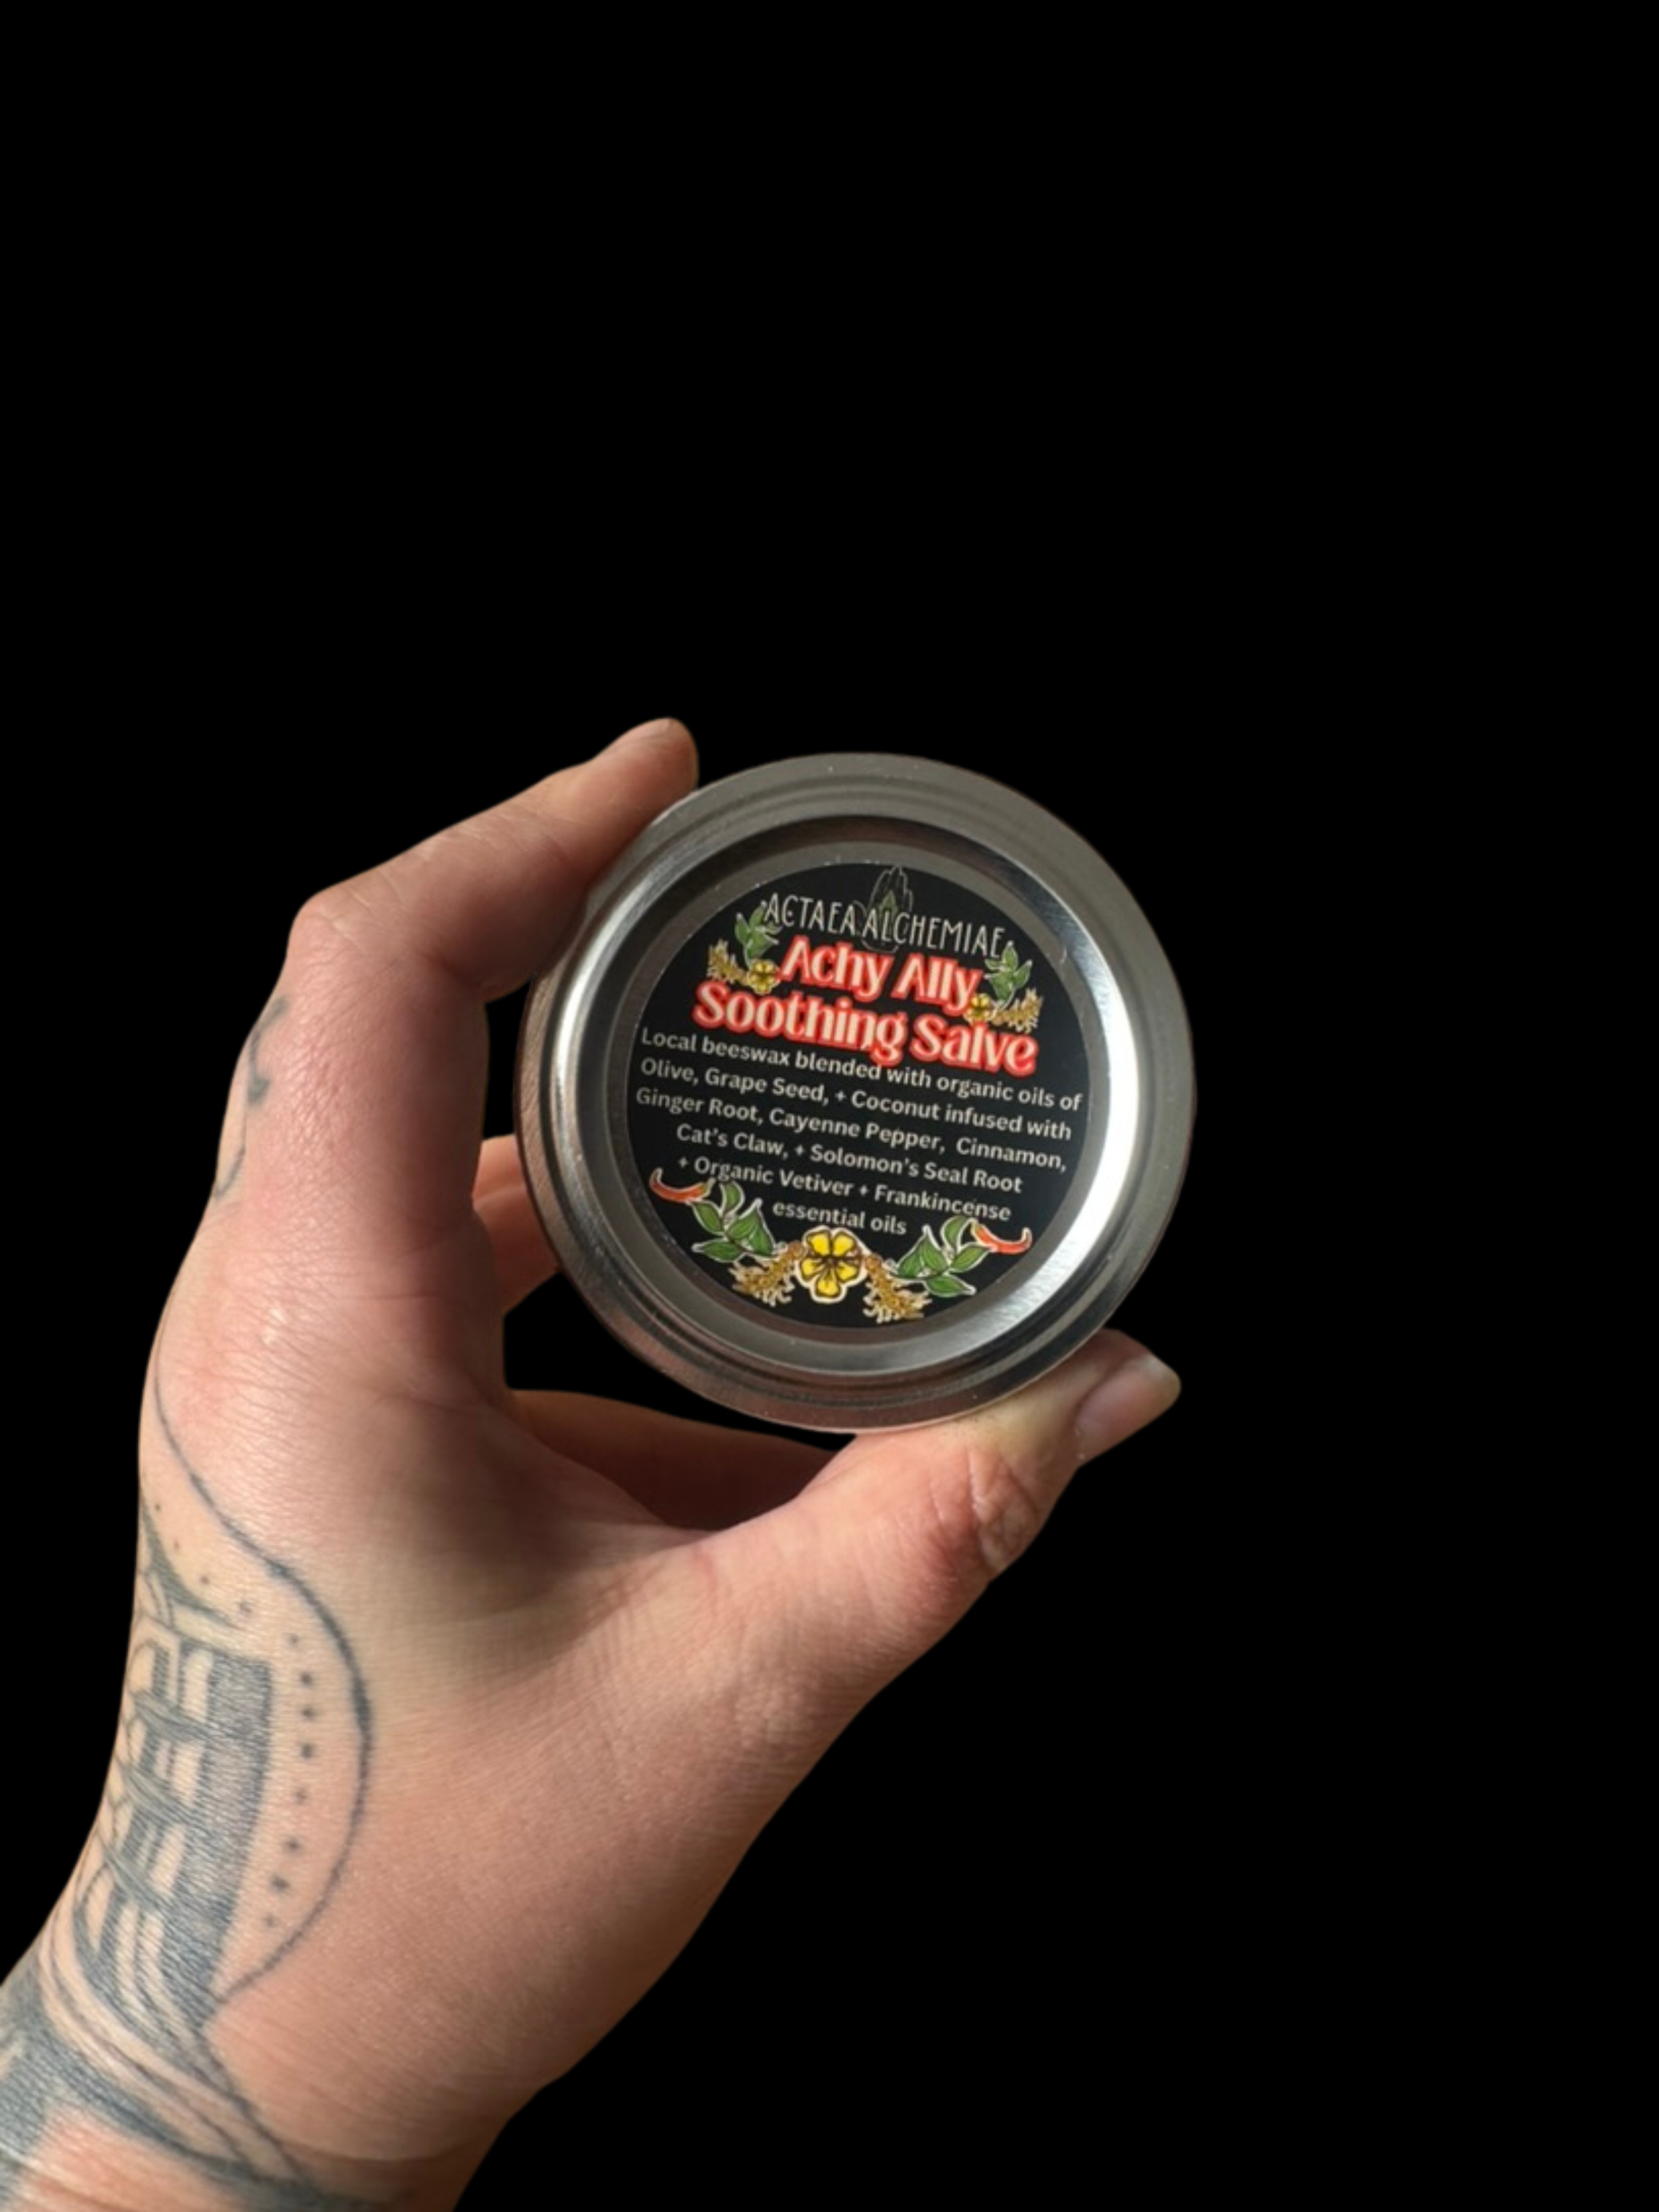 ACTAEA ALCHEMIAE
Achy Ally
Soothing Salve
Local beeswax blended with organic oils of
Olive, Grape Seed, + Coconut infused with
Ginger Root, Cayenne Pepper, Cinnamon,
Cat's Claw, + Solomon's Seal Root
+ Organic Vetiver + Frankincense
essential oils